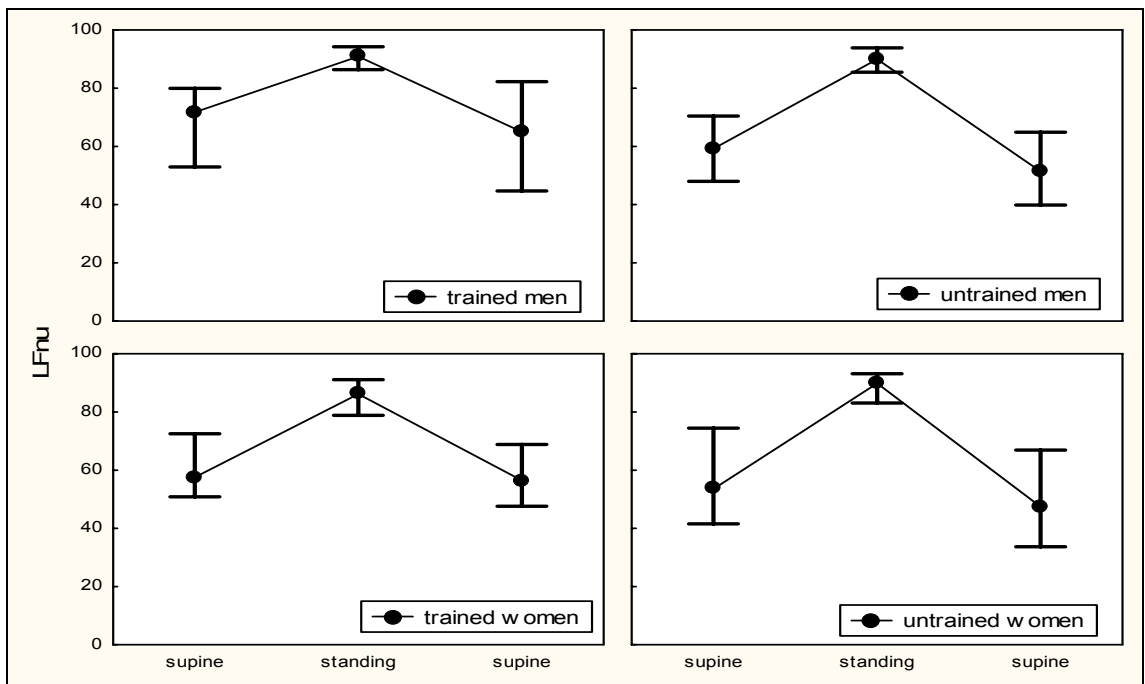 100
80
60
40
20
0
trained men
untrained men
LFnu
100
80
60
40
20
0
trained w omen
untrained w omen
supine standing supine supine standing supine